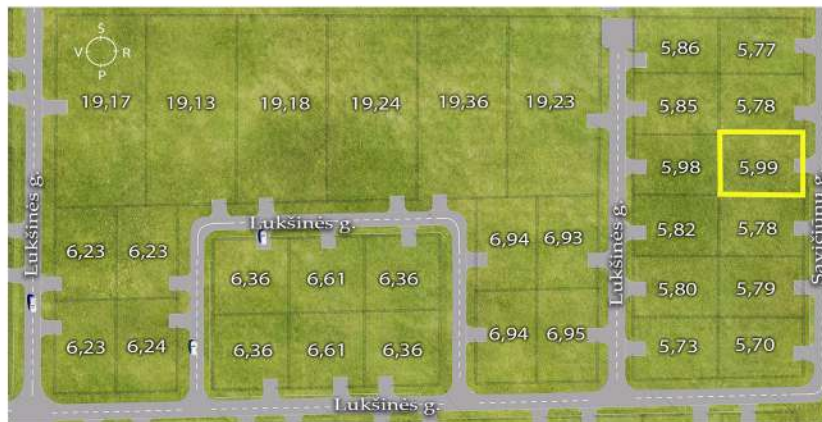 S
V R
P
19,17 19,13 19,18 19,24 19,36 19,23
5,86 5,77
5,85 5,78
5,98 5,99
5,82 5,78
5,80 5,79
5,73 5,70
Lukšinės g.
Lukšinės g.
Lukšinės g.
Savičiūnų g.
6,23 6,23
6,23 6,24
6,36 6,61 6,36
6,36 6,61 6,36
6,94 6,93
6,94 6,95
Lukšinės g.